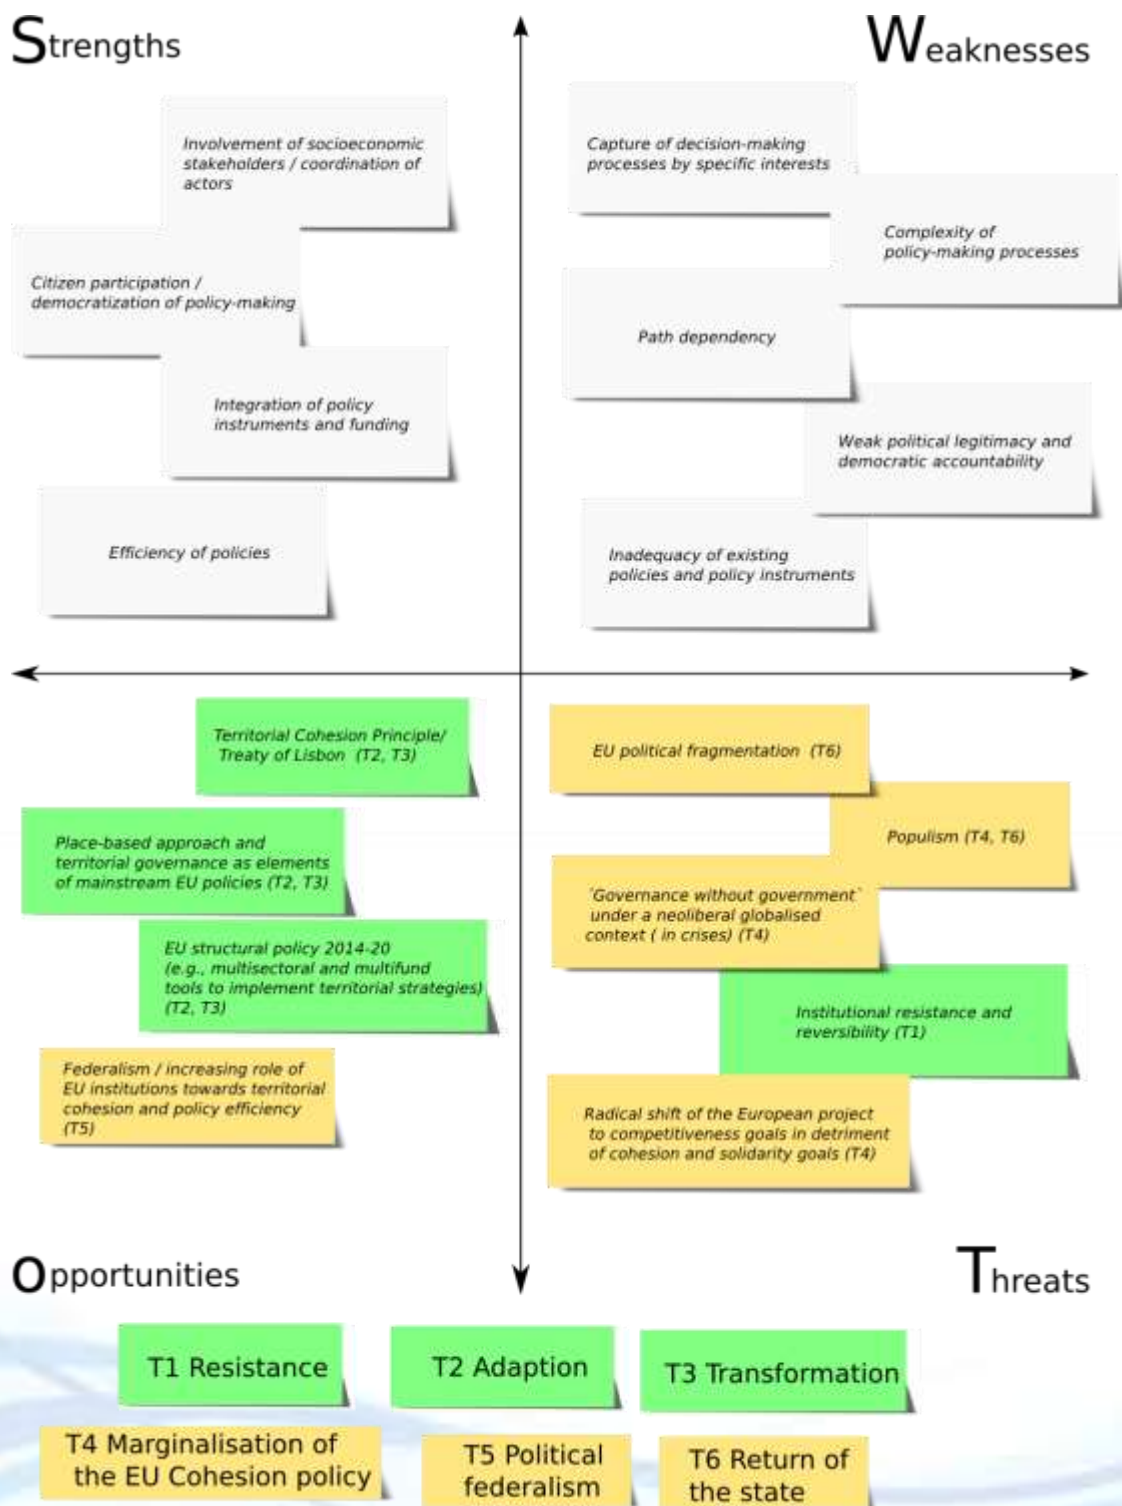 Strengths
Weaknesses
Involvement of socioeconomic
stakeholders / coordination of
actors
Citizen participation /
democratization of policy-making
Integration of policy
instruments and funding
Efficiency of policies
Capture of decision-making
processes by specific interests
Complexity of
policy-making processes
Path dependency
Weak political legitimacy and
democratic accountability
Inadequacy of existing
policies and policy instruments
Territorial Cohesion Principle/
Treaty of Lisbon (T2, T3)
Place-based approach and
territorial governance as elements
of mainstream EU policies (T2, T3)
EU structural policy 2014-20
(e.g., multisectoral and multifund
tools to implement territorial strategies)
(T2, T3)
Federalism / increasing role of
EU institutions towards territorial
cohesion and policy efficiency
(T5)
EU political fragmentation (T6)
Populism (T4, T6)
´Governance without government`
under a neoliberal globalised
context ( in crises) (T4)
Institutional resistance and
reversibility (T1)
Radical shift of the European project
to competitiveness goals in detriment
of cohesion and solidarity goals (T4)
Opportunities
Threats
T1 Resistance
T2 Adaption
T3 Transformation
T4 Marginalisation of
the EU Cohesion policy
T5 Political
federalism
T6 Return of
the state